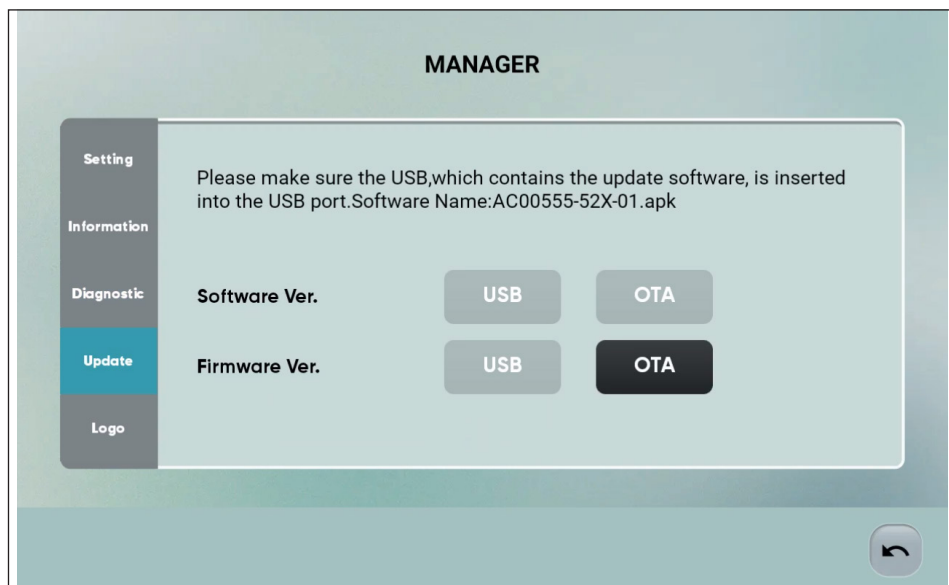 MANAGER
Setting
Information
Diagnostic
Update
Logo
Please make sure the USB,which contains the update software, is inserted
into the USB port.Software Name:AC00555-52X-01.apk
Software Ver.
USB
OTA
Firmware Ver.
USB
OTA